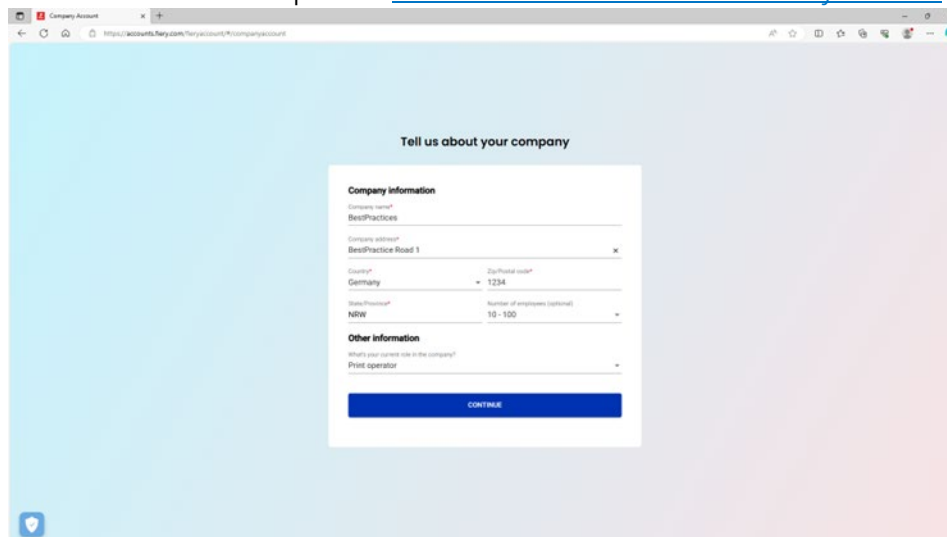 Company Account
https://accounts.fiery.com/fieryaccount/#/companyaccount
Tell us about your company
Company information
Company name*
BestPractices
Company address*
BestPractice Road 1
Country* Zip/Postal code*
Germany 1234
State/Province* Number of employees (optional)
NRW 10 - 100
Other information
What's your current role in the company?
Print operator
CONTINUE